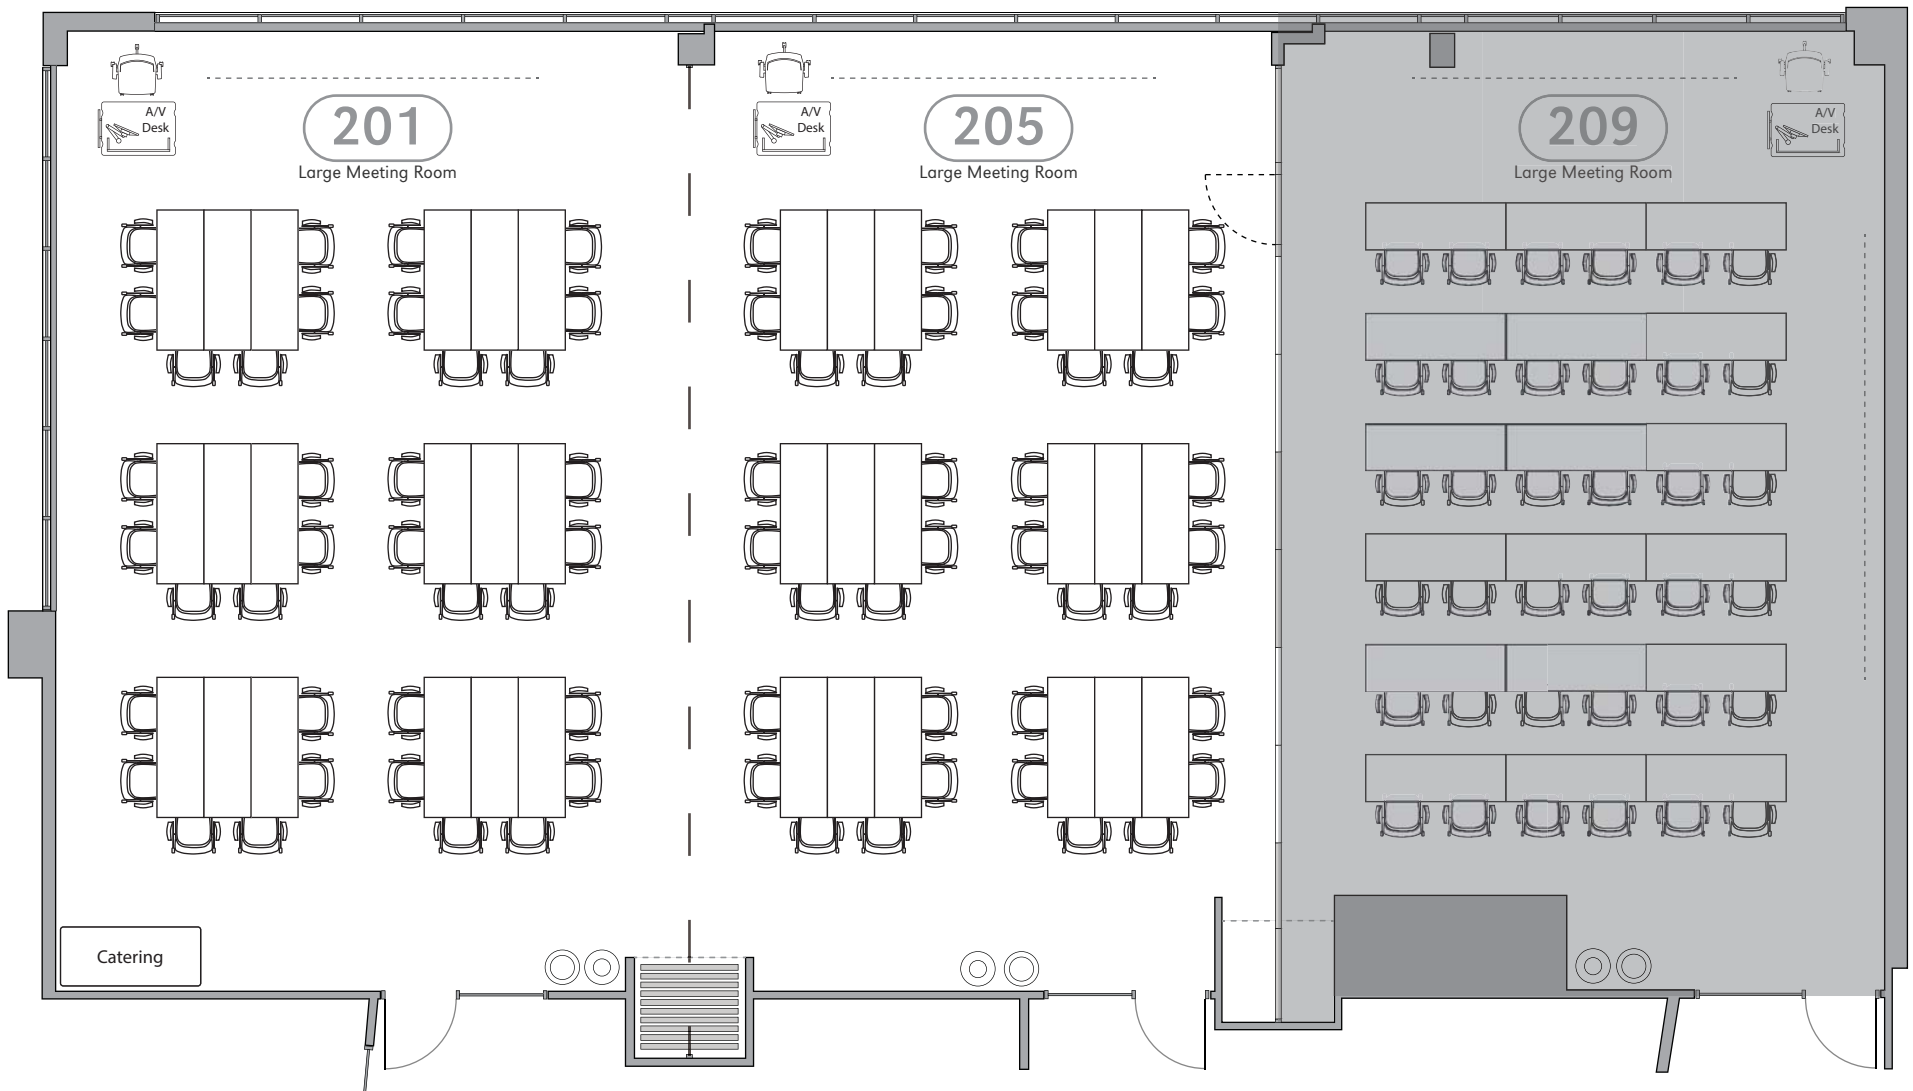 A/V
Desk
201
Large Meeting Room
A/V
Desk
205
Large Meeting Room
209
Large Meeting Room
A/V
Desk
Catering